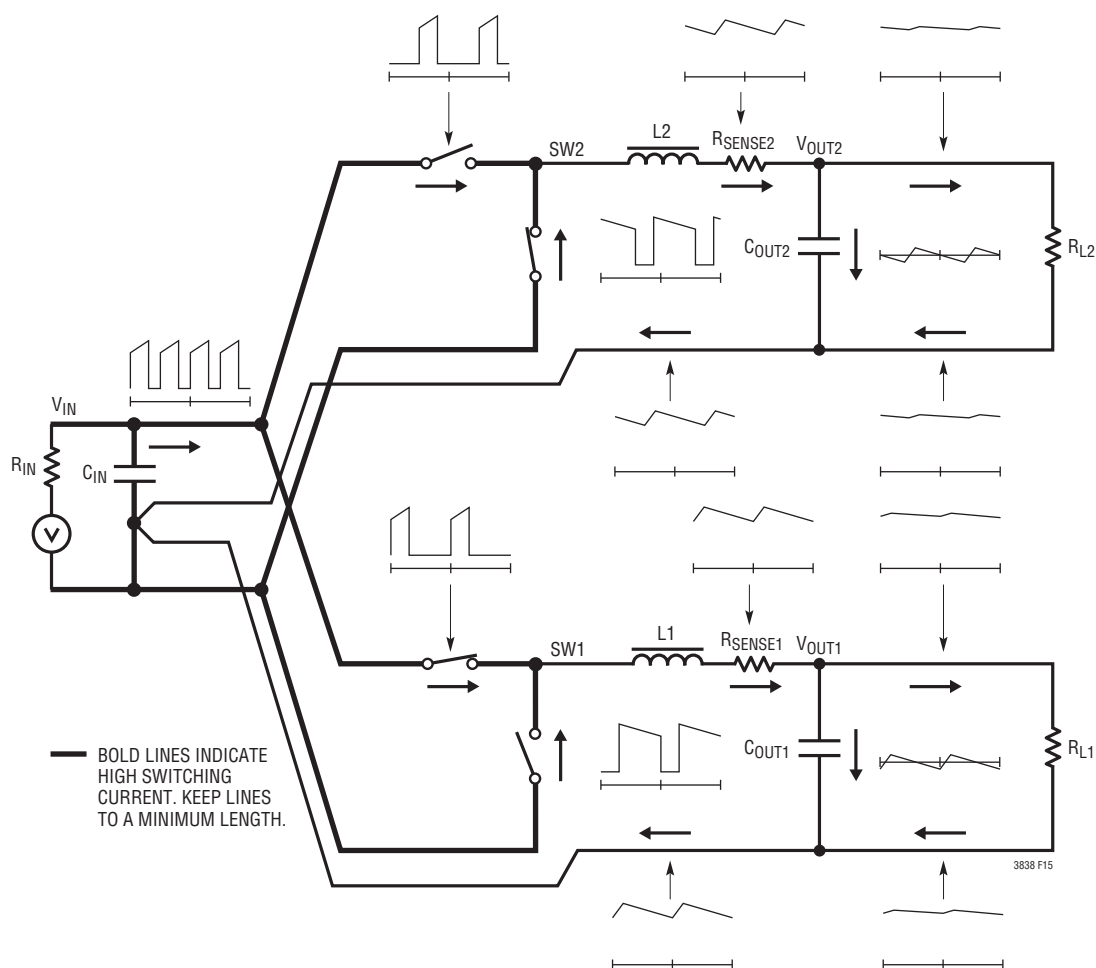 L2
RSENSE2
SW2
VOUT2
COUT2
RL2
VIN
RIN
CIN
V
L1
RSENSE1
SW1
VOUT1
COUT1
RL1
BOLD LINES INDICATE
HIGH SWITCHING
CURRENT. KEEP LINES
TO A MINIMUM LENGTH.
3838 F15